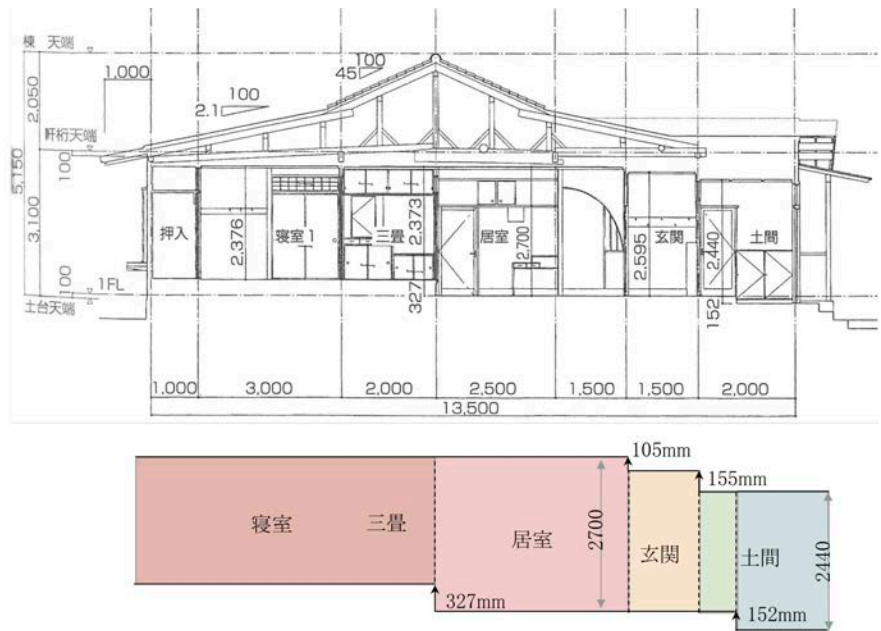 棟 天端
1,000
100
45
100
2.1
2,050
軒桁天端
100
5,150
3,100
押入
2,376
寝室1
三畳
2,373
居室
2,700
2,595
玄関
2,440
土間
100
1FL
土台天端
327
152
1,000
3,000
2,000
2,500
1,500
1,500
2,000
13,500
105mm
155mm
寝室
三畳
居室
2700
玄関
土間
2440
327mm
152mm